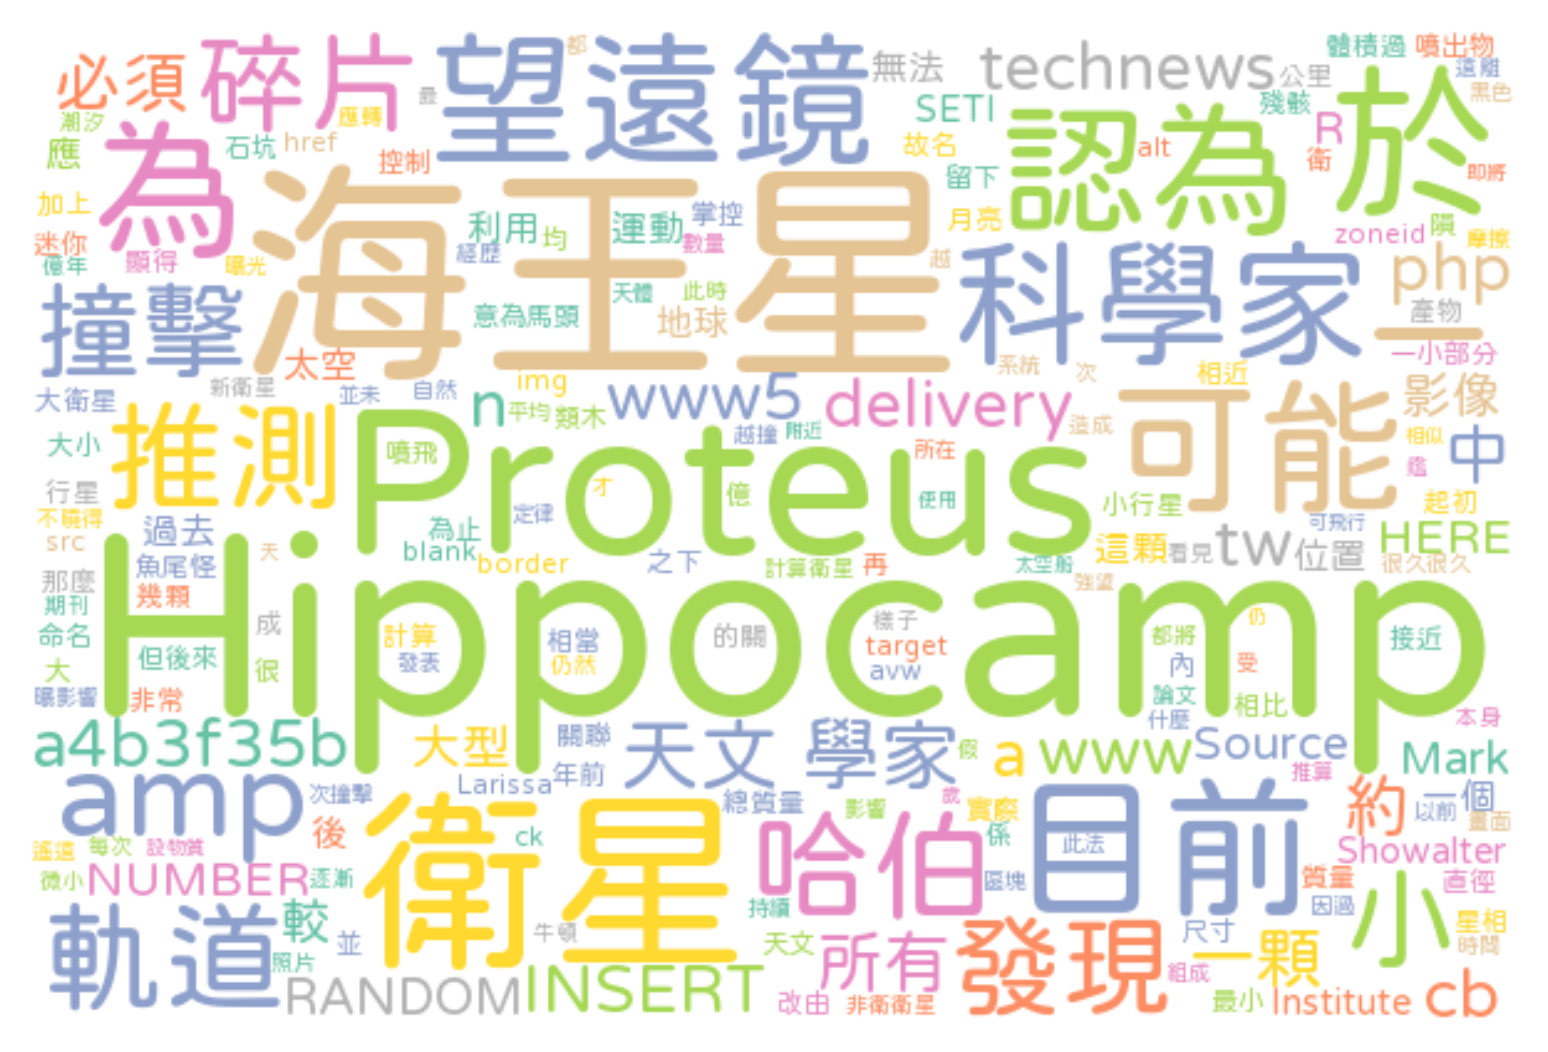 必須
碎片
望遠鏡
都
無法
technews
公里
體積過
噴出物
遠離
黑色
最
潮汐
應轉
SETI
殘骸
R
於
應
石坑
href
控制
故名
認為
alt
衛
即將
為
海王星
留下
加上
利用
均
運動
掌控
月亮
zoneid
隕
摩擦
迷你
億年
顯得
曝光
經歷
數量
越
科學家
php
撞擊
意為馬頭
天體
此時
地球
產物
一
一小部分
太空
大衛星
新衛星
並未
自然
img
www5
delivery
系統
次
相近
影像
推測
n
平均
類木
越撞
附近
造成
可能
相似
中
大小
噴飛
Proteus
所在
行星
才
億
使用
小行星
起初
不曉得
過去
定律
可飛行
HERE
src
天
為止
blank
border
之下
計算衛星
再
太空船
這顆
看見
tw
位置
很久很久
魚尾怪
那麼
幾顆
強望
期刊
Hippocamp
成
計算
相當
的關
樣子
仍
命名
但後來
發表
仍然
target
avw
都將
內
受
接近
大
很
曝影響
非常
論文
相比
什麼
本身
a4b3f35b
大型
關聯
天文 學家
假
a
www
Source
Mark
推算
amp
次撞擊
Larissa
年前
總質量
影響
歲
實際
目前
約
一個
以前
畫面
遙遠
每次
後
衛星
ck
哈伯
係
此法
Showalter
微小
NUMBER
逐漸
區塊
質量
直徑
軌道
較
並
持續
因過
小
星相
牛頓
天文
所有
發現
尺寸
一顆
時間
照片
RANDOM
INSERT
改由
非衛衛星
組成
最小
Institute
cb